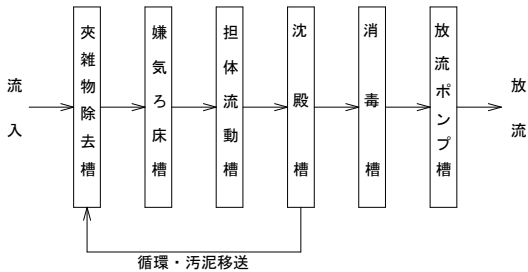 流入
夾雑物除去槽
嫌気ろ床槽
担体流動槽
沈殿槽
消毒槽
放流ポンプ槽
放流
循環・汚泥移送